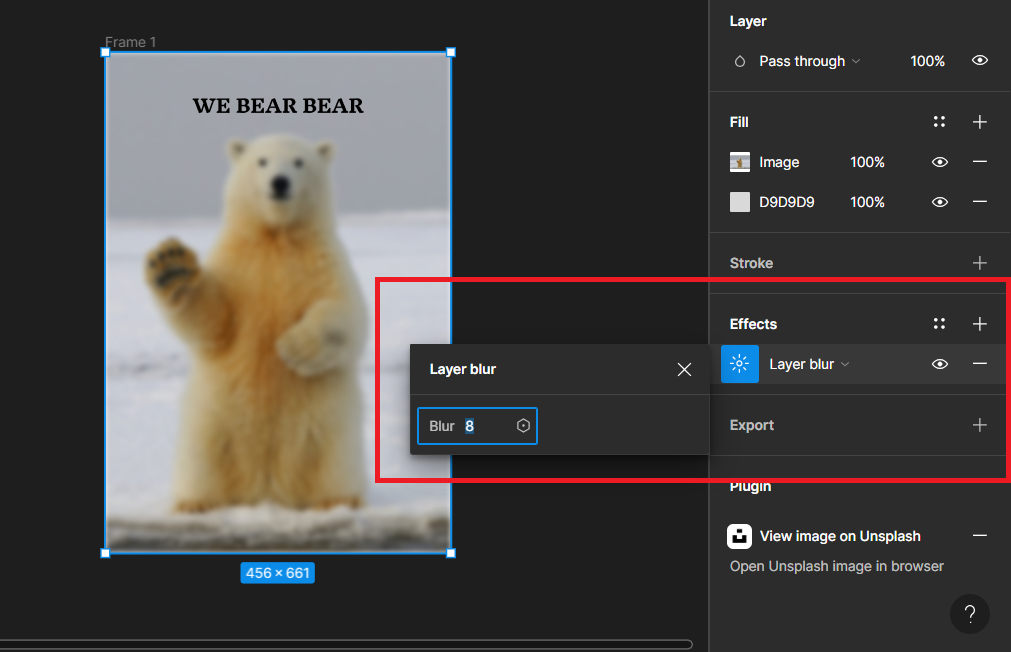 Frame 1
WE BEAR BEAR
456 × 661
Layer
Pass through
100%
Fill
Image 100%
D9D9D9 100%
Stroke
Effects
Layer blur
Layer blur
Blur 8
Export
Plugin
View image on Unsplash
Open Unsplash image in browser
?